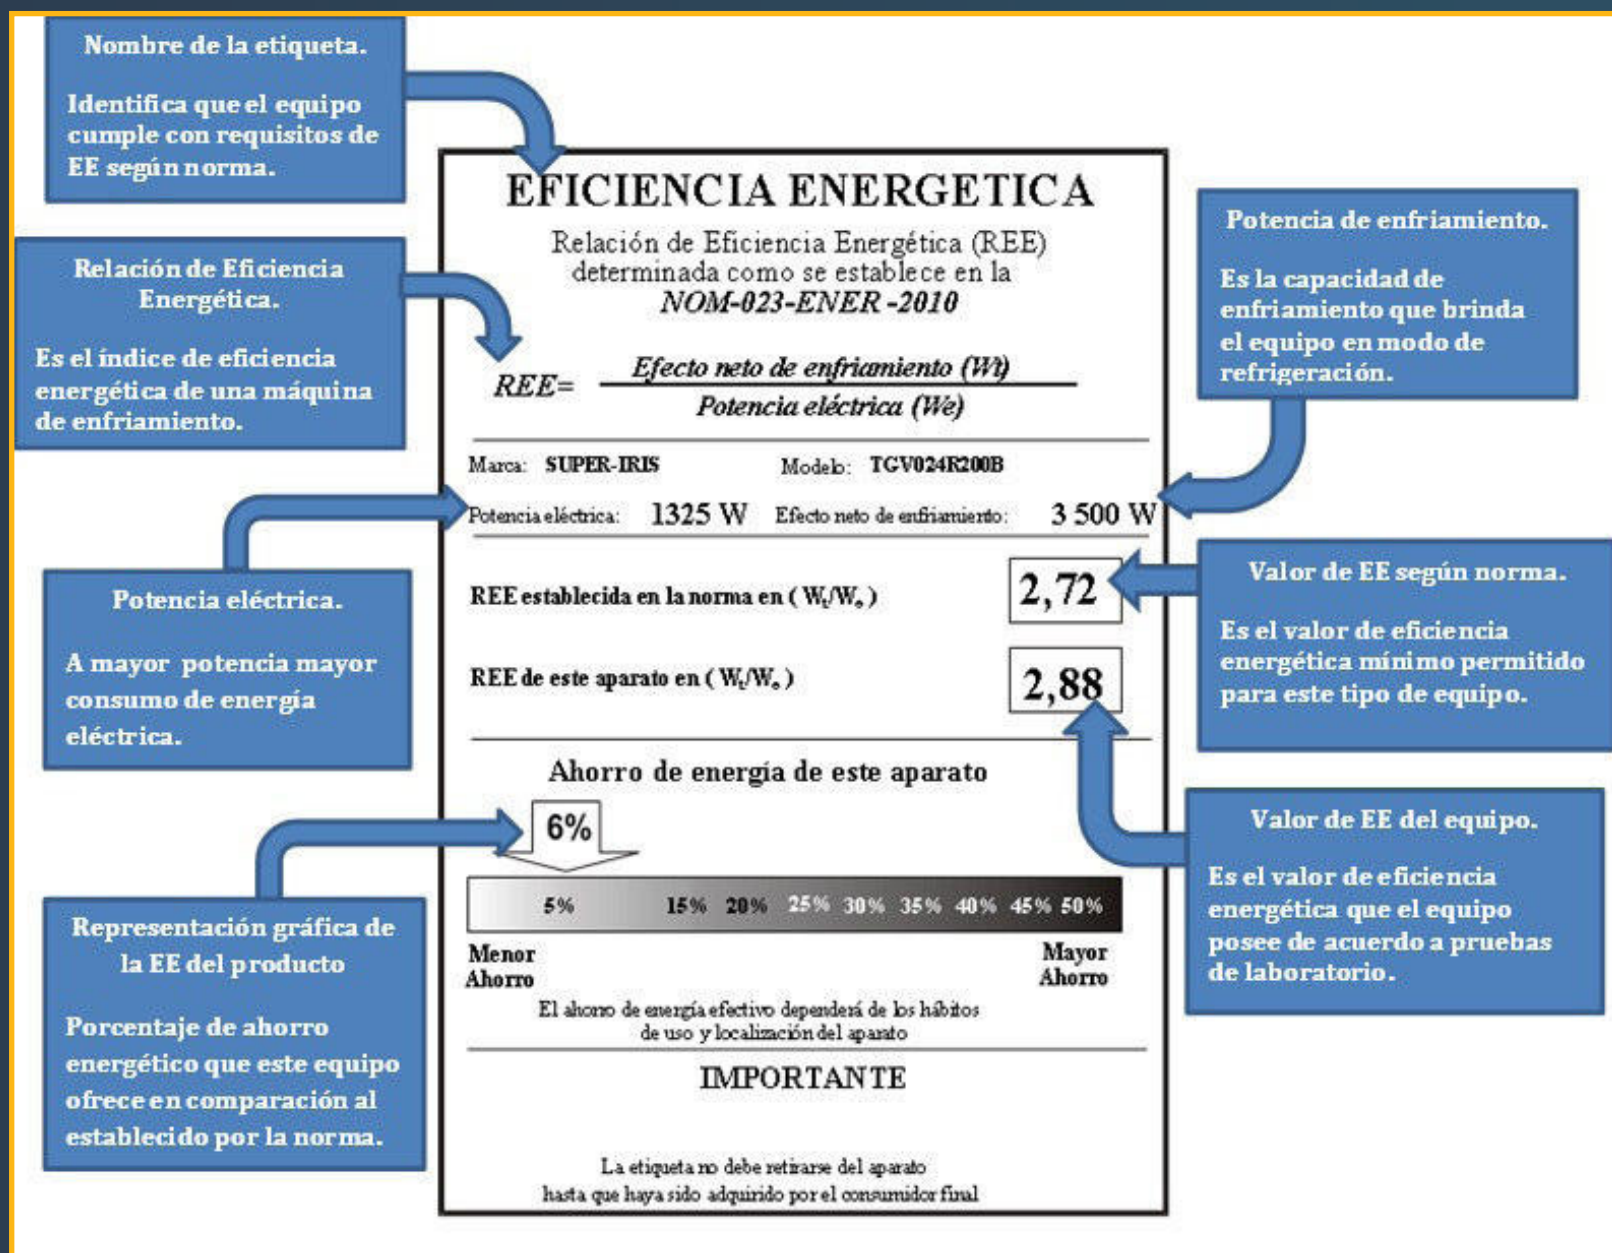 Nombre de la etiqueta.
Identifica que el equipo
cumple con requisitos de
EE según norma.
Relación de Eficiencia
Energética.
Es el índice de eficiencia
energética de una máquina
de enfriamiento.
Potencia eléctrica.
A mayor potencia mayor
consumo de energía
eléctrica.
Representación gráfica de
la EE del producto
Porcentaje de ahorro
energético que este equipo
ofrece en comparación al
establecido por la norma.
EFICIENCIA ENERGETICA
Relación de Eficiencia Energética (REE)
determinada como se establece en la
NOM-023-ENER -2010
REE= Efecto neto de enfriamiento (Wt)
Potencia eléctrica (We)
Marca: SUPER-IRIS Modelo: TGV024R200B
Potencia eléctrica: 1325 W Efecto neto de enfriamiento: 3 500 W
REE establecida en la norma en ( Wt/We ) 2,72
REE de este aparato en ( Wt/We ) 2,88
Ahorro de energía de este aparato
6%
5% 15% 20% 25% 30% 35% 40% 45% 50%
Menor Mayor
Ahorro Ahorro
El ahorro de energía efectivo dependerá de los hábitos
de uso y localización del aparato
IMPORTANTE
La etiqueta no debe retirarse del aparato
hasta que haya sido adquirido por el consumidor final
Potencia de enfriamiento.
Es la capacidad de
enfriamiento que brinda
el equipo en modo de
refrigeración.
Valor de EE según norma.
Es el valor de eficiencia
energética mínimo permitido
para este tipo de equipo.
Valor de EE del equipo.
Es el valor de eficiencia
energética que el equipo
posee de acuerdo a pruebas
de laboratorio.